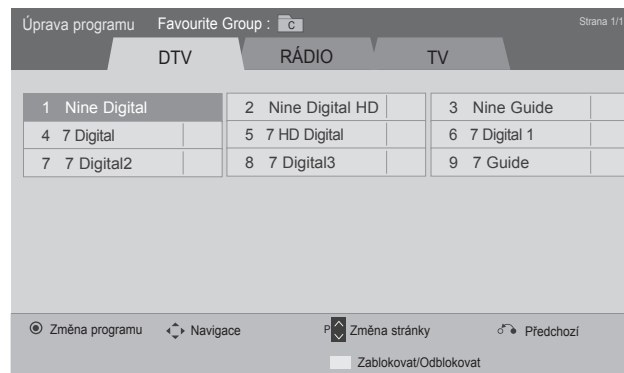 Úprava programu Favourite Group : C Strana 1/1
DTV RÁDIO TV
1 Nine Digital 2 Nine Digital HD 3 Nine Guide
4 7 Digital 5 7 HD Digital 6 7 Digital 1
7 7 Digital2 8 7 Digital3 9 7 Guide
Změna programu Navigace P Změna stránky Předchozí
Zablokovat/Odblokovat